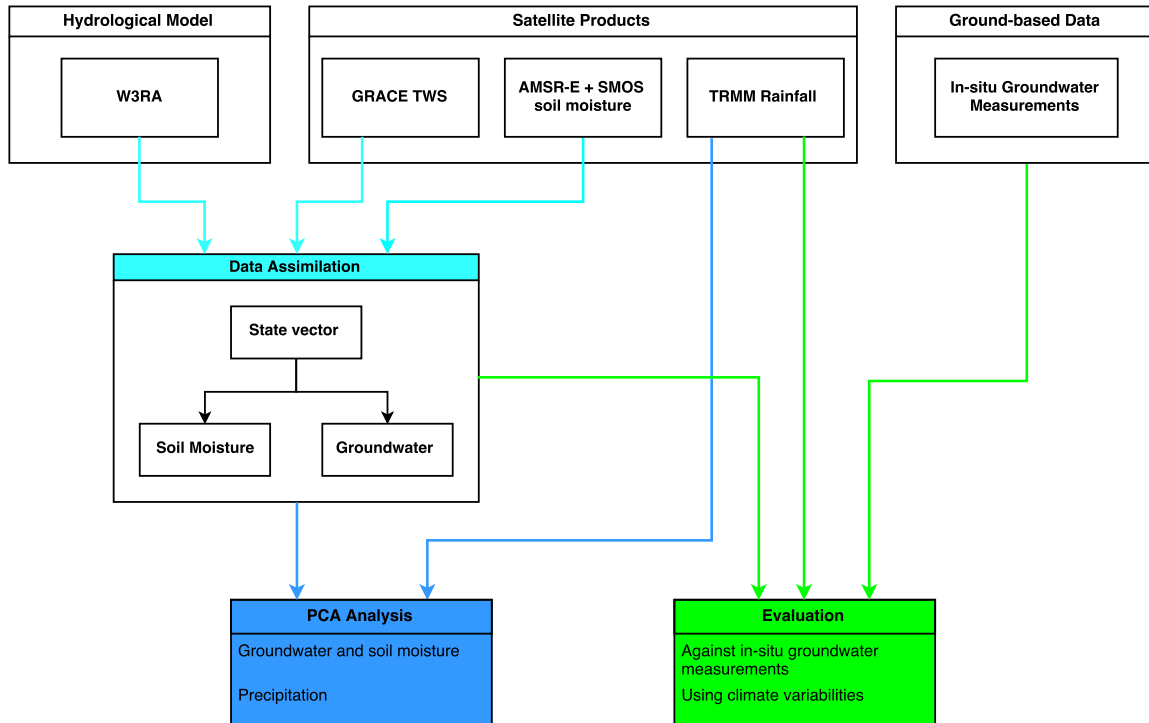 Hydrological Model
Satellite Products
Ground-based Data
W3RA
GRACE TWS
AMSR-E + SMOS
soil moisture
TRMM Rainfall
In-situ Groundwater
Measurements
Data Assimilation
State vector
Soil Moisture
Groundwater
PCA Analysis
Groundwater and soil moisture
Precipitation
Evaluation
Against in-situ groundwater
measurements
Using climate variabilities